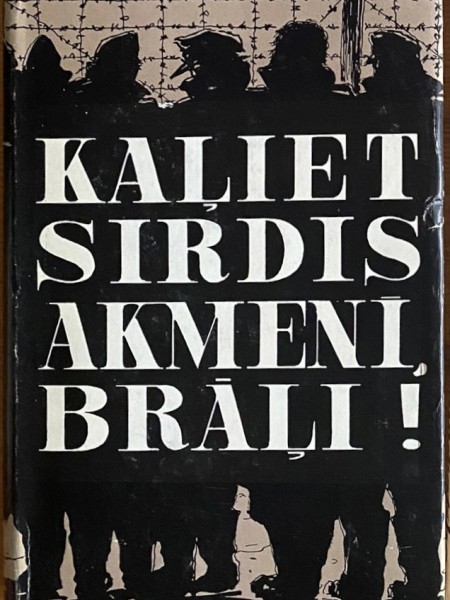 KAĻIET
SIRDIS
AKMENĪ,
BRĀĻI !